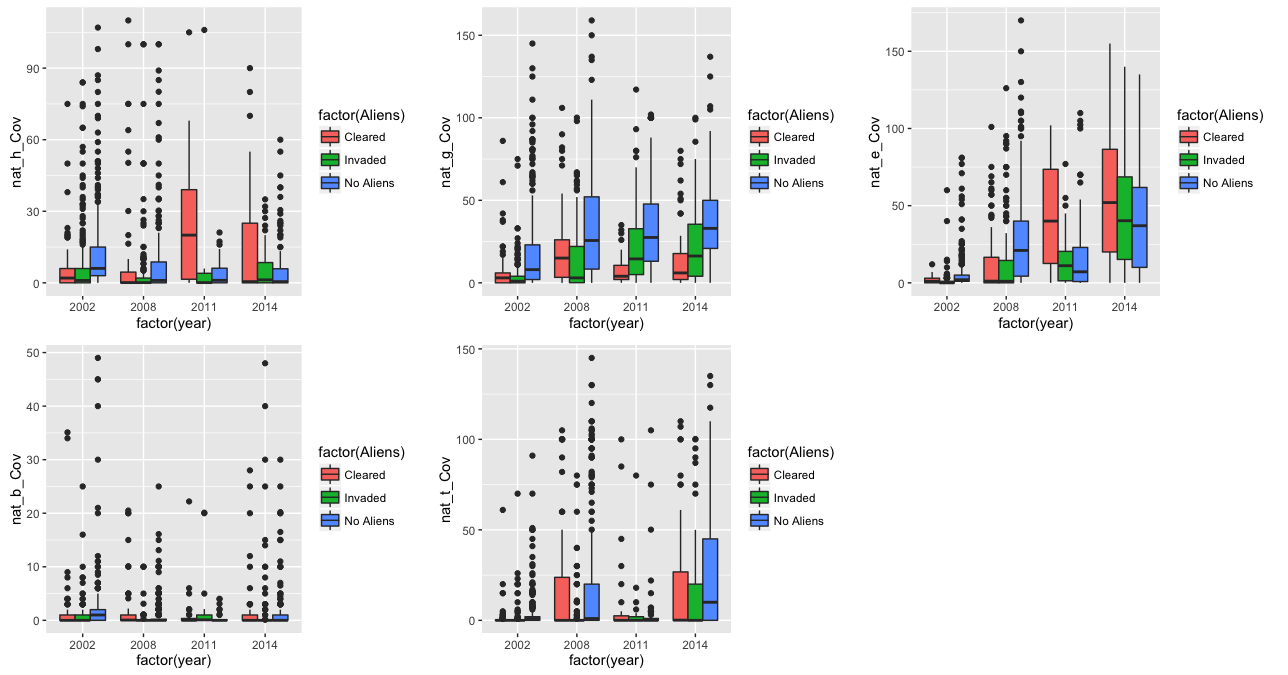 nat_h_Cov
90
60
30
0
2002 2008 2011 2014
factor(year)
factor(Aliens)
Cleared
Invaded
No Aliens
nat_g_Cov
150
100
50
0
2002 2008 2011 2014
factor(year)
factor(Aliens)
Cleared
Invaded
No Aliens
nat_e_Cov
150
100
50
0
2002 2008 2011 2014
factor(year)
factor(Aliens)
Cleared
Invaded
No Aliens
nat_b_Cov
50
40
30
20
10
0
2002 2008 2011 2014
factor(year)
factor(Aliens)
Cleared
Invaded
No Aliens
nat_t_Cov
150
100
50
0
2002 2008 2011 2014
factor(year)
factor(Aliens)
Cleared
Invaded
No Aliens